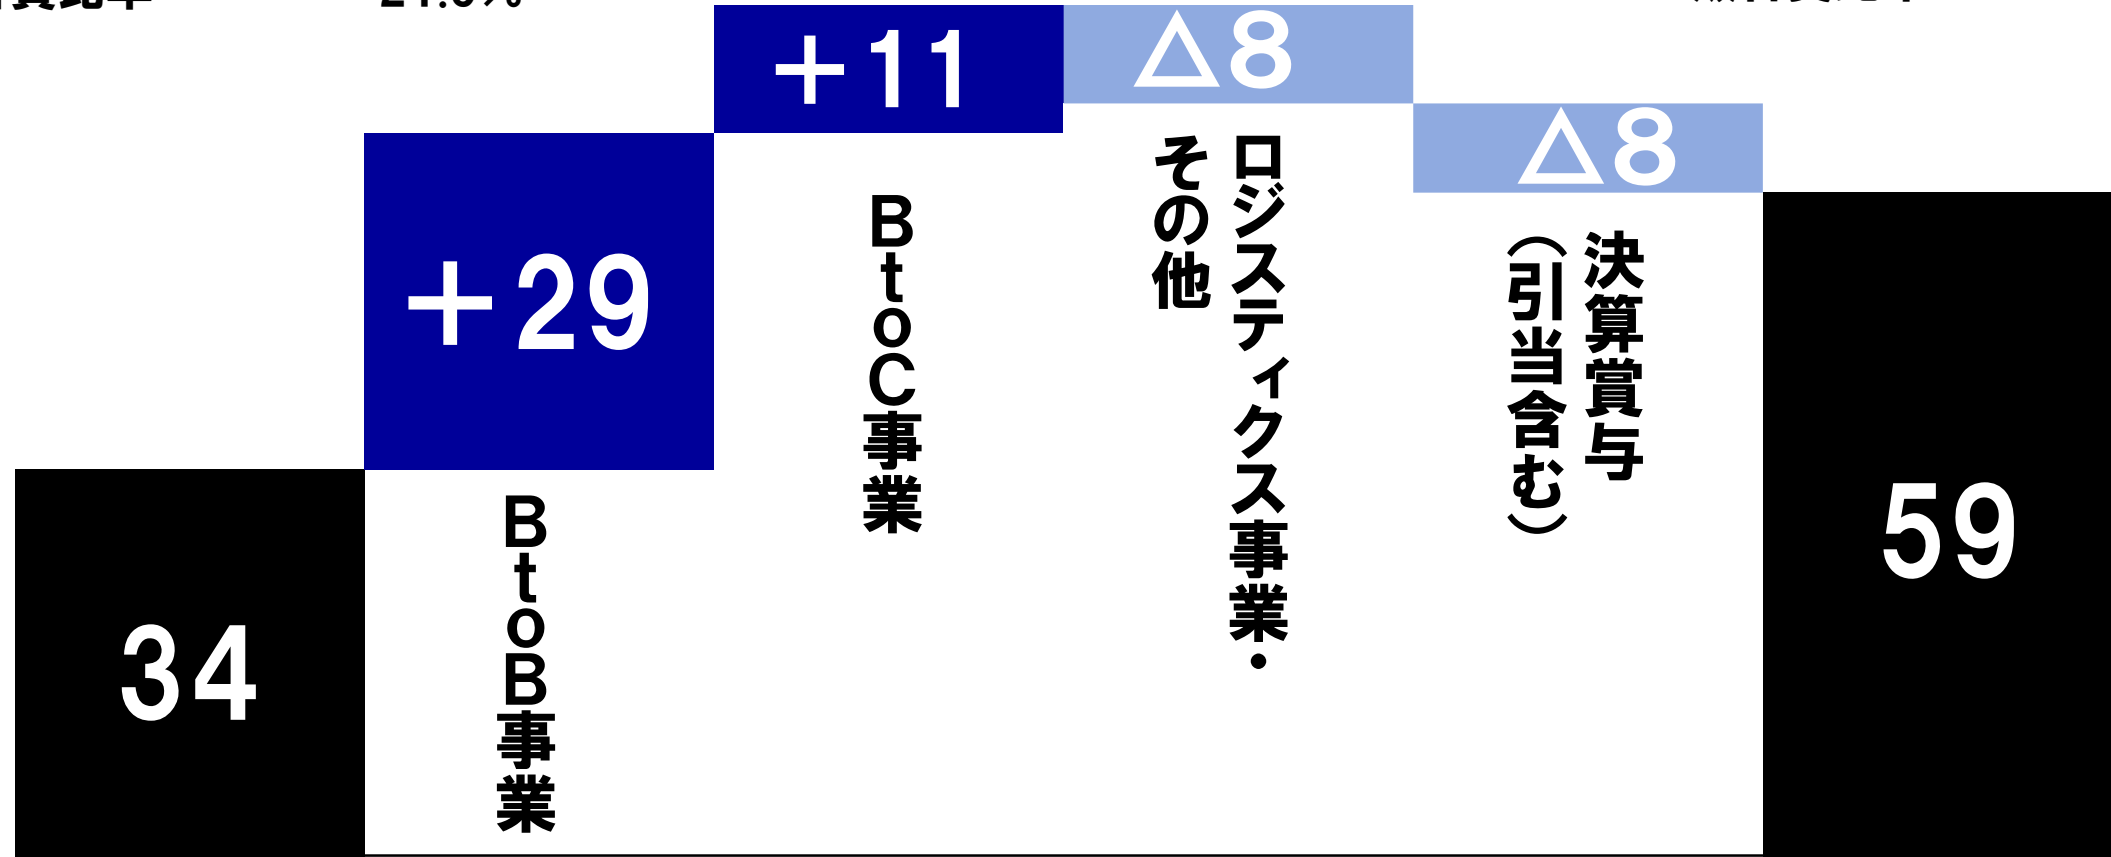 34
+29
BtoB事業
+11
BtoC事業
△8
ロジスティクス事業・
その他
△8
決算賞与
(引当含む)
59